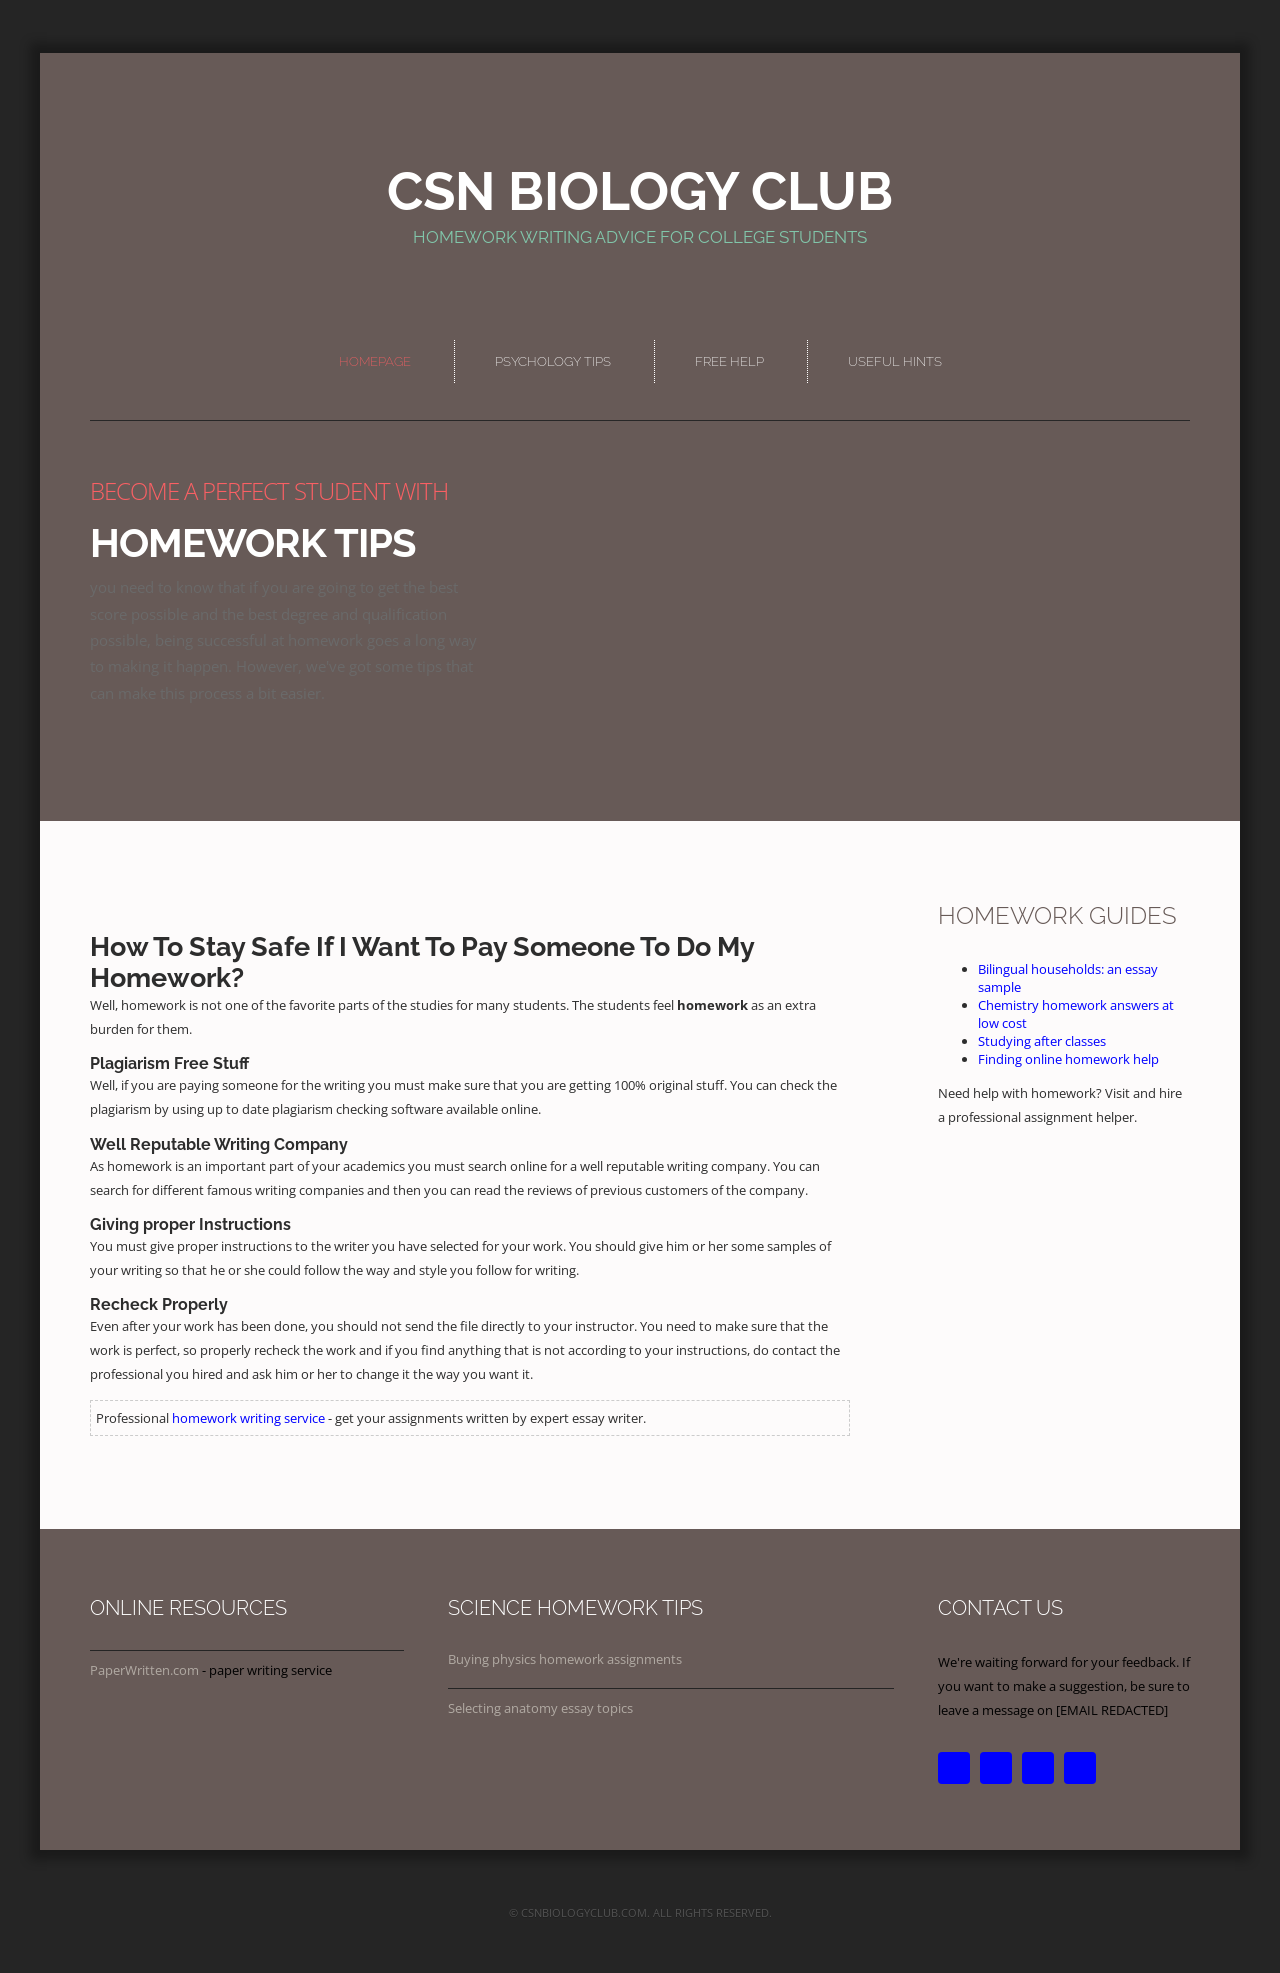 CSN BIOLOGY CLUB
HOMEWORK WRITING ADVICE FOR COLLEGE STUDENTS
HOMEPAGE
PSYCHOLOGY TIPS
FREE HELP
USEFUL HINTS
BECOME A PERFECT STUDENT WITH
HOMEWORK TIPS
you need to know that if you are going to get the best
score possible and the best degree and qualification
possible, being successful at homework goes a long way
to making it happen. However, we've got some tips that
can make this process a bit easier.
How To Stay Safe If I Want To Pay Someone To Do My
Homework?
Well, homework is not one of the favorite parts of the studies for many students. The students feel homework as an extra
burden for them.
Plagiarism Free Stuff
Well, if you are paying someone for the writing you must make sure that you are getting 100% original stuff. You can check the
plagiarism by using up to date plagiarism checking software available online.
Well Reputable Writing Company
As homework is an important part of your academics you must search online for a well reputable writing company. You can
search for different famous writing companies and then you can read the reviews of previous customers of the company.
Giving proper Instructions
You must give proper instructions to the writer you have selected for your work. You should give him or her some samples of
your writing so that he or she could follow the way and style you follow for writing.
Recheck Properly
Even after your work has been done, you should not send the file directly to your instructor. You need to make sure that the
work is perfect, so properly recheck the work and if you find anything that is not according to your instructions, do contact the
professional you hired and ask him or her to change it the way you want it.
Professional homework writing service - get your assignments written by expert essay writer.
HOMEWORK GUIDES
Bilingual households: an essay
sample
Chemistry homework answers at
low cost
Studying after classes
Finding online homework help
Need help with homework? Visit and hire
a professional assignment helper.
ONLINE RESOURCES
PaperWritten.com - paper writing service
SCIENCE HOMEWORK TIPS
Buying physics homework assignments
Selecting anatomy essay topics
CONTACT US
We're waiting forward for your feedback. If
you want to make a suggestion, be sure to
leave a message on [EMAIL REDACTED]
© CSNBIOLOGYCLUB.COM. ALL RIGHTS RESERVED.